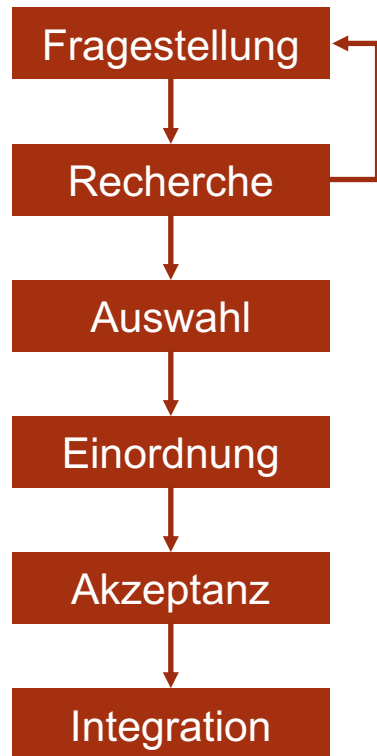 Fragestellung
Recherche
Auswahl
Einordnung
Akzeptanz
Integration